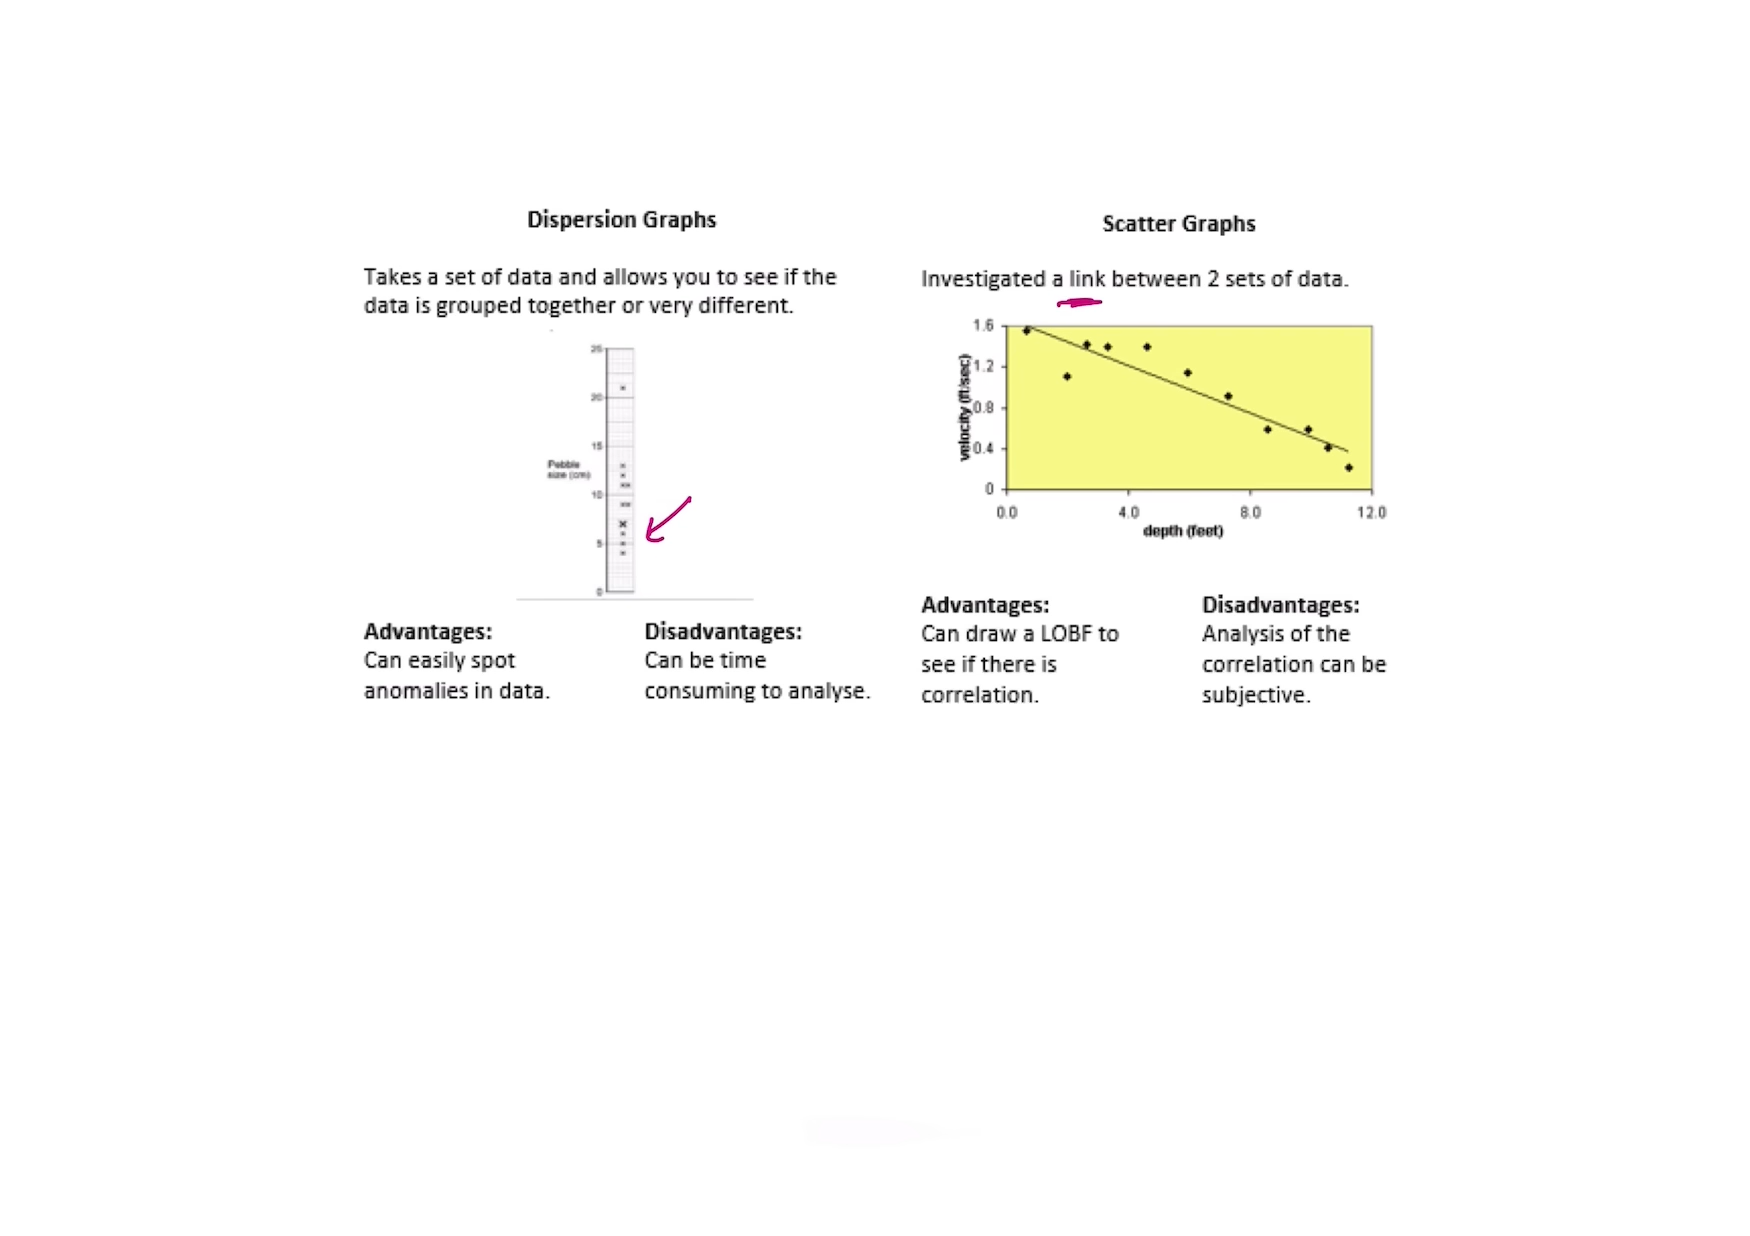 Dispersion Graphs
Takes a set of data and allows you to see if the
data is grouped together or very different.
25
20
15
Pebble
size (cm)
10
5
0
Advantages:
Can easily spot
anomalies in data.
Disadvantages:
Can be time
consuming to analyse.
Scatter Graphs
Investigated a link between 2 sets of data.
velocity (ft/sec)
1.6
1.2
0.8
0.4
0
0.0 4.0 8.0 12.0
depth (feet)
Advantages:
Can draw a LOBF to
see if there is
correlation.
Disadvantages:
Analysis of the
correlation can be
subjective.